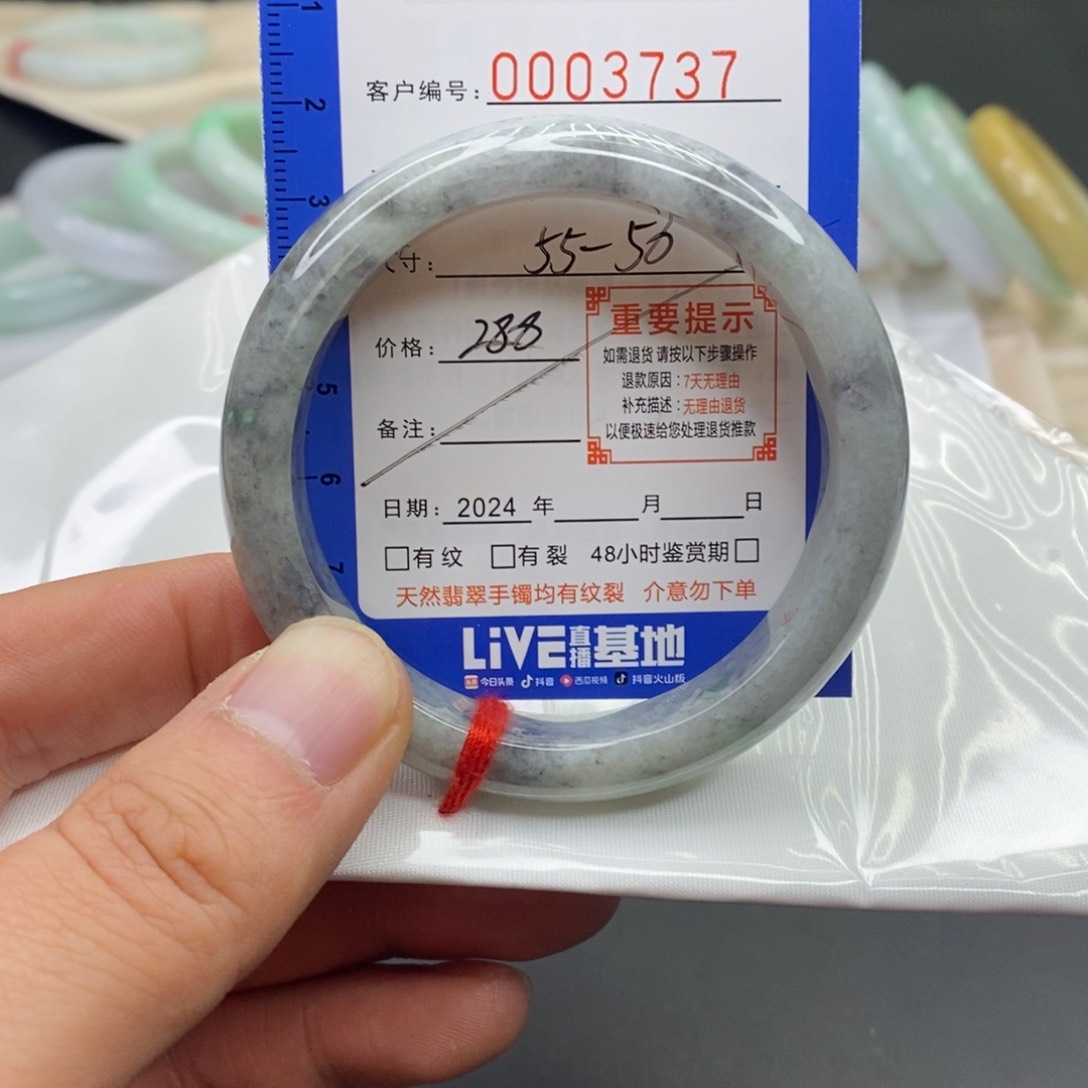 1
2
客户编号: 0003737
3
寸: 55-56
重要提示
如需退货 请按以下步骤操作
价格: 288
退款原因:7天无理由
5
补充描述:无理由退货
备注:
以便极速给您处理退货推款
6
日期: 2024 年 月 日
有纹 有裂 48小时鉴赏期
7
天然翡翠手镯均有纹裂 介意勿下单
LiVE直播基地
今日头条 抖音 西瓜视频 抖音火山版